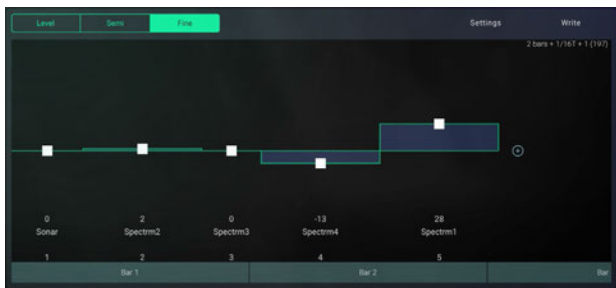 Level Semi Fine Settings Write
2 bars + 1/16T + 1 (197)
0 2 0 -13 28
Sonar Spectrm2 Spectrm3 Spectrm4 Spectrm1
1 2 3 4 5
Bar 1 Bar 2 Bar